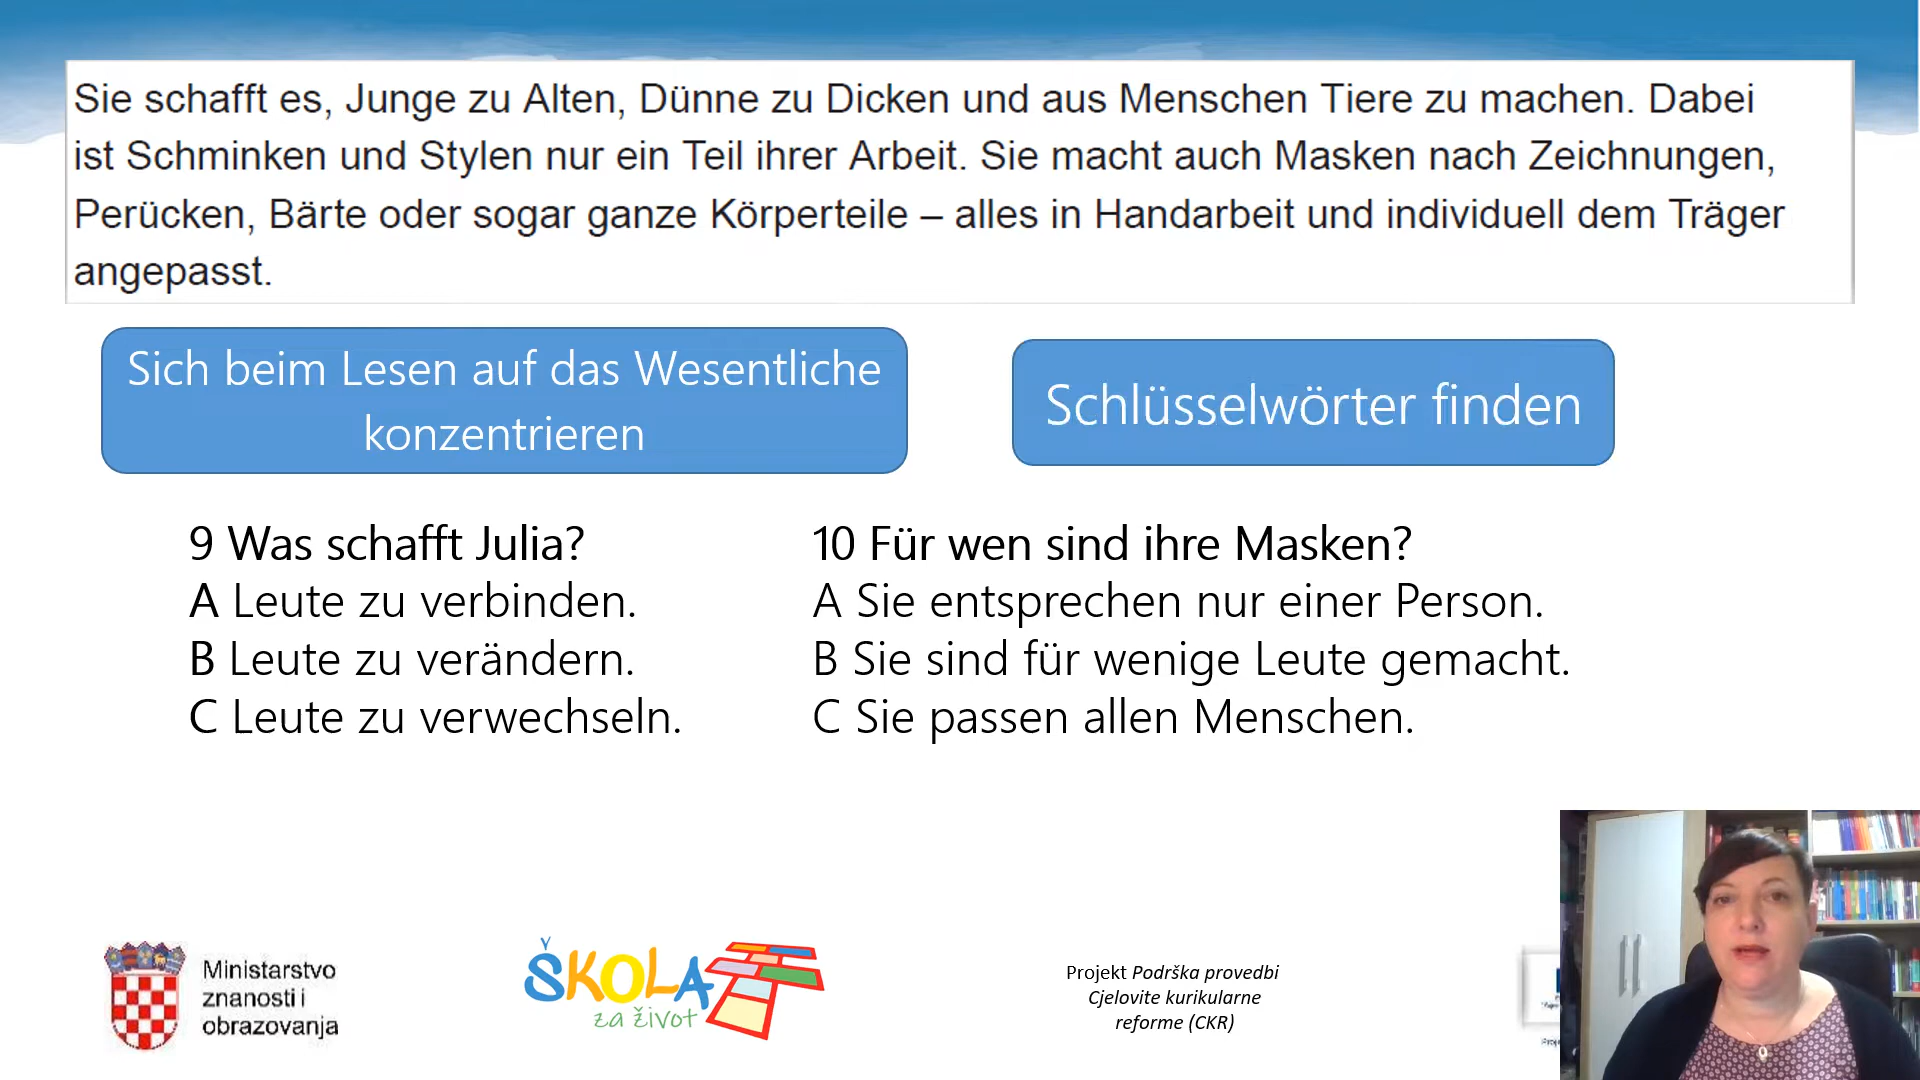 Sie schafft es, Junge zu Alten, Dünne zu Dicken und aus Menschen Tiere zu machen. Dabei
ist Schminken und Stylen nur ein Teil ihrer Arbeit. Sie macht auch Masken nach Zeichnungen,
Perücken, Bärte oder sogar ganze Körperteile – alles in Handarbeit und individuell dem Träger
angepasst.
Sich beim Lesen auf das Wesentliche
konzentrieren
Schlüsselwörter finden
9 Was schafft Julia?
A Leute zu verbinden.
B Leute zu verändern.
C Leute zu verwechseln.
10 Für wen sind ihre Masken?
A Sie entsprechen nur einer Person.
B Sie sind für wenige Leute gemacht.
C Sie passen allen Menschen.
Ministarstvo
znanosti i
obrazovanja
ŠKOLA
za život
Projekt Podrška provedbi
Cjelovite kurikularne
reforme (CKR)